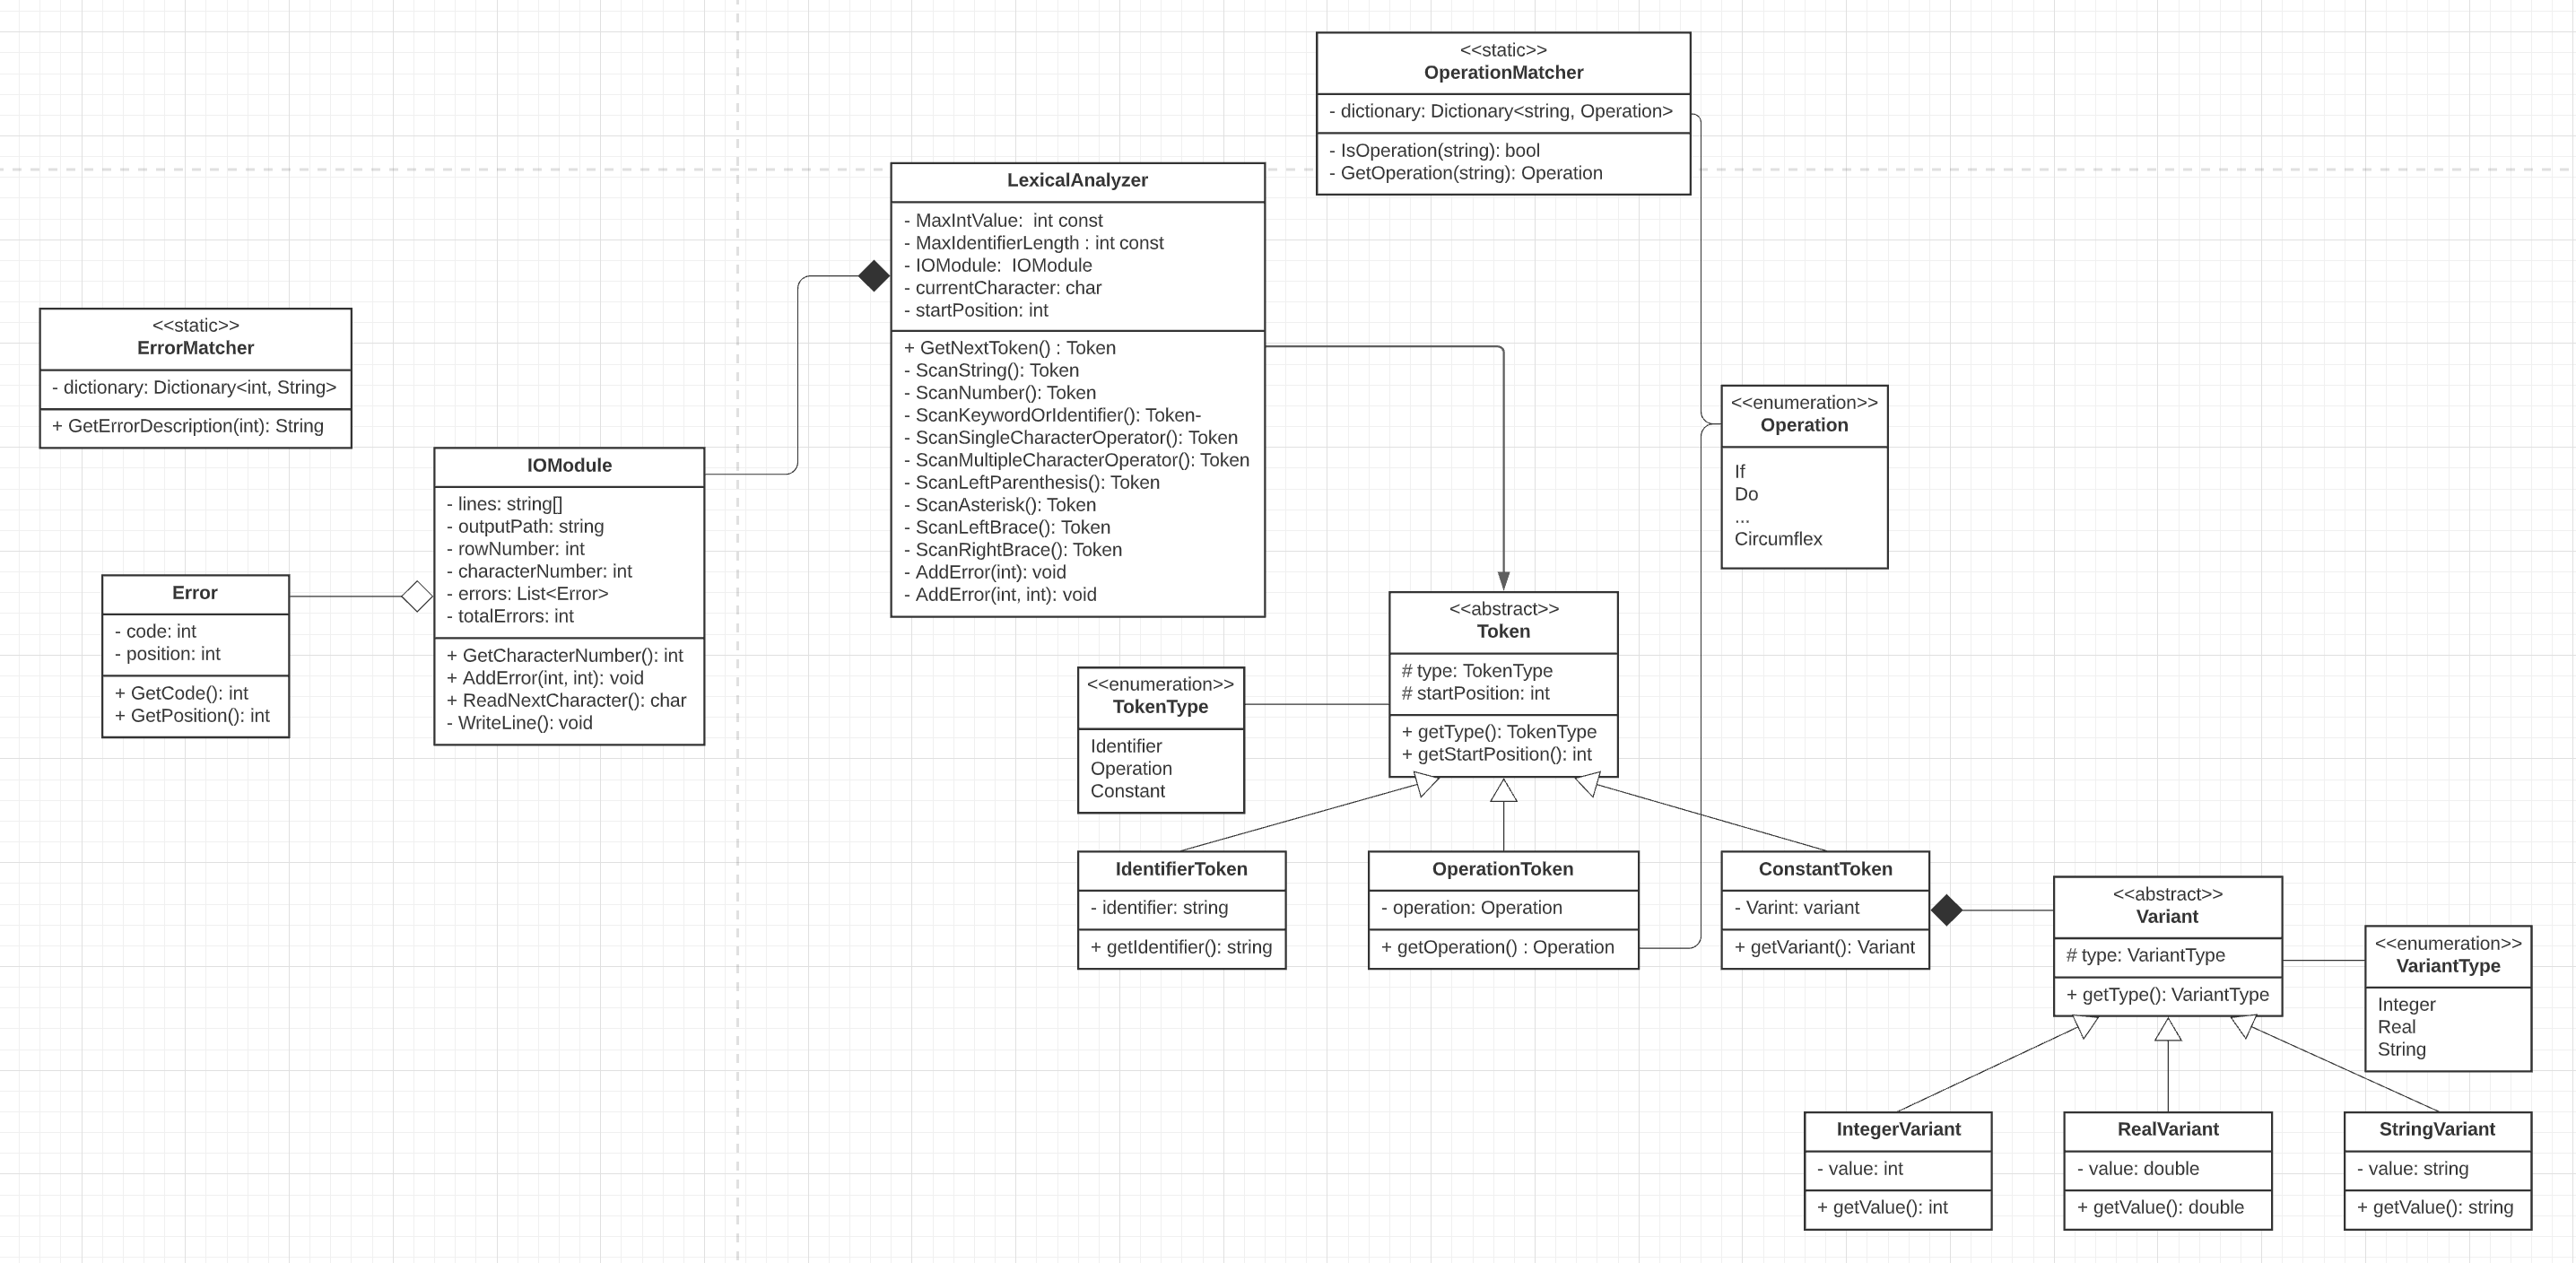 <<static>>
OperationMatcher
- dictionary: Dictionary<string, Operation>
- IsOperation(string): bool
- GetOperation(string): Operation
LexicalAnalyzer
- MaxIntValue:  int const
- MaxIdentifierLength : int const
- IOModule:  IOModule
- currentCharacter: char
- startPosition: int
+ GetNextToken() : Token
- ScanString(): Token
- ScanNumber(): Token
- ScanKeywordOrIdentifier(): Token-
- ScanSingleCharacterOperator(): Token
- ScanMultipleCharacterOperator(): Token
- ScanLeftParenthesis(): Token
- ScanAsterisk(): Token
- ScanLeftBrace(): Token
- ScanRightBrace(): Token
- AddError(int): void
- AddError(int, int): void
<<static>>
ErrorMatcher
- dictionary: Dictionary<int, String>
+ GetErrorDescription(int): String
IOModule
- lines: string[]
- outputPath: string
- rowNumber: int
- characterNumber: int
- errors: List<Error>
- totalErrors: int
+ GetCharacterNumber(): int
+ AddError(int, int): void
+ ReadNextCharacter(): char
- WriteLine(): void
Error
- code: int
- position: int
+ GetCode(): int
+ GetPosition(): int
<<enumeration>>
Operation
If
Do
...
Circumflex
<<abstract>>
Token
# type: TokenType
# startPosition: int
+ getType(): TokenType
+ getStartPosition(): int
<<enumeration>>
TokenType
Identifier
Operation
Constant
IdentifierToken
- identifier: string
+ getIdentifier(): string
OperationToken
- operation: Operation
+ getOperation() : Operation
ConstantToken
- Varint: variant
+ getVariant(): Variant
<<abstract>>
Variant
# type: VariantType
+ getType(): VariantType
<<enumeration>>
VariantType
Integer
Real
String
IntegerVariant
- value: int
+ getValue(): int
RealVariant
- value: double
+ getValue(): double
StringVariant
- value: string
+ getValue(): string